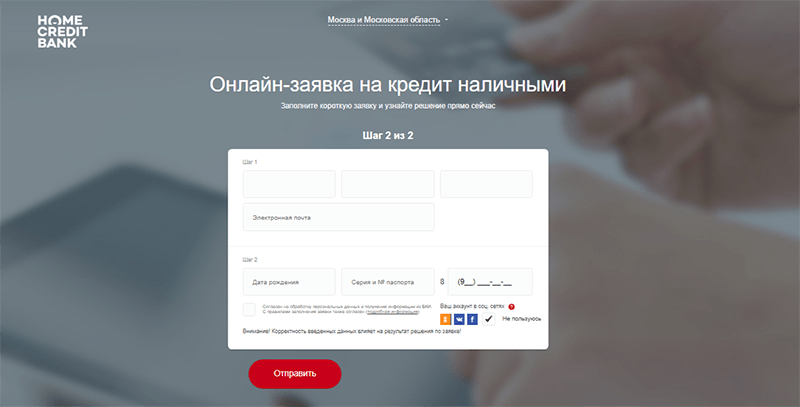 HOME
CREDIT
BANK
Москва и Московская область
Онлайн-заявка на кредит наличными
Заполните короткую заявку и узнайте решение прямо сейчас
Шаг 2 из 2
Шаг 1
Электронная почта
Шаг 2
Дата рождения
Серия и № паспорта
8
(9__) ___-__-__
Согласен на обработку персональных данных и получение информации из БКИ.
С правилами заполнения заявки также согласен (подробная информация)
Ваш аккаунт в соц. сетях ?
Не пользуюсь
Внимание! Корректность введенных данных влияет на результат решения по заявке!
Отправить